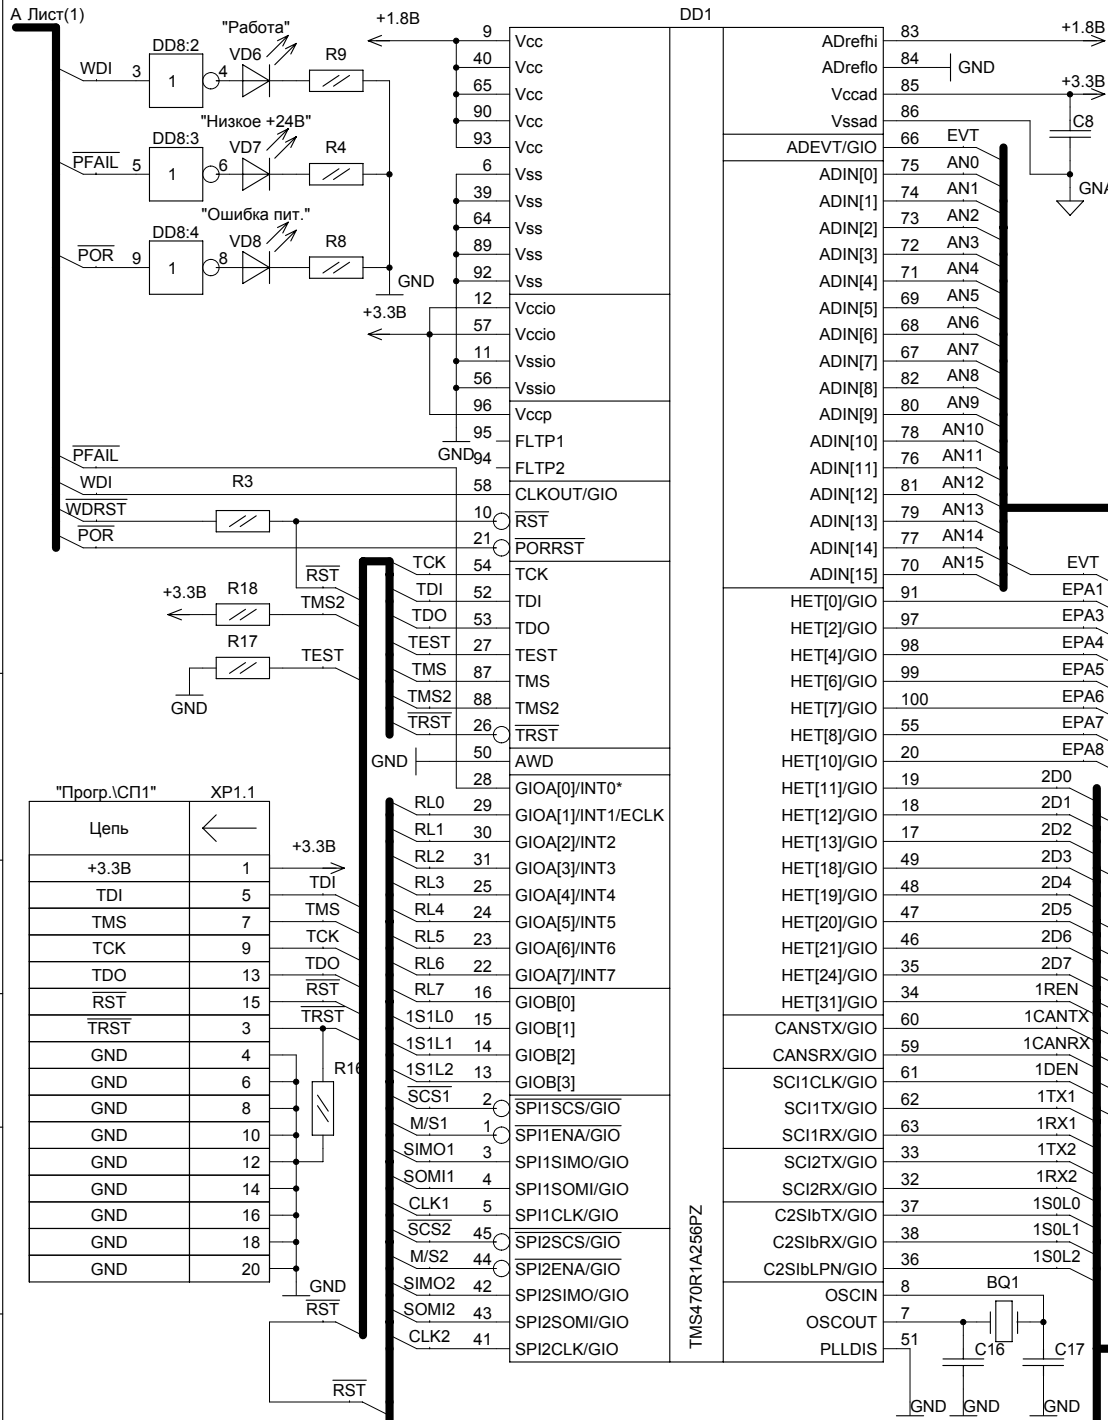 А Лист(1)
DD1
"Работа"
DD8:2
VD6
R9
WDI 3 1 4
"Низкое +24В"
DD8:3
VD7
R4
PFAIL 5 1 6
"Ошибка пит."
DD8:4
VD8
R8
POR 9 1 8
GND
+1.8В
+3.3В
GND
9 Vcc
40 Vcc
65 Vcc
90 Vcc
93 Vcc
6 Vss
39 Vss
64 Vss
89 Vss
92 Vss
12 Vccio
57 Vccio
11 Vssio
56 Vssio
96 Vccp
95 FLTP1
94 FLTP2
PFAIL
WDI 58 CLKOUT/GIO
R3
WDRST 10 RST
POR 21 PORRST
TCK 54 TCK
TDI 52 TDI
TDO 53 TDO
TEST 27 TEST
TMS 87 TMS
TMS2 88 TMS2
TRST 26 TRST
GND 50 AWD
28 GIOA[0]/INT0*
RL0 29 GIOA[1]/INT1/ECLK
RL1 30 GIOA[2]/INT2
RL2 31 GIOA[3]/INT3
RL3 25 GIOA[4]/INT4
RL4 24 GIOA[5]/INT5
RL5 23 GIOA[6]/INT6
RL6 22 GIOA[7]/INT7
RL7 16 GIOB[0]
1S1L0 15 GIOB[1]
1S1L1 14 GIOB[2]
1S1L2 13 GIOB[3]
SCS1 2 SPI1SCS/GIO
M/S1 1 SPI1ENA/GIO
SIMO1 3 SPI1SIMO/GIO
SOMI1 4 SPI1SOMI/GIO
CLK1 5 SPI1CLK/GIO
SCS2 45 SPI2SCS/GIO
M/S2 44 SPI2ENA/GIO
SIMO2 42 SPI2SIMO/GIO
SOMI2 43 SPI2SOMI/GIO
CLK2 41 SPI2CLK/GIO
RST
+3.3В R18 TMS2
R17 TEST
GND
"Прогр.\СП1" XP1.1
Цепь
+3.3В 1 +3.3В
TDI 5 TDI
TMS 7 TMS
TCK 9 TCK
TDO 13 TDO
RST 15 RST
TRST 3 TRST
GND 4
GND 6
GND 8
GND 10
GND 12
GND 14
GND 16
GND 18
GND 20
R16
GND
RST
RST
TMS470R1A256PZ
ADrefhi 83 +1.8В
ADreflo 84 GND
Vccad 85 +3.3В
Vssad 86
C8
GNA
ADEVT/GIO 66 EVT
ADIN[0] 75 AN0
ADIN[1] 74 AN1
ADIN[2] 73 AN2
ADIN[3] 72 AN3
ADIN[4] 71 AN4
ADIN[5] 69 AN5
ADIN[6] 68 AN6
ADIN[7] 67 AN7
ADIN[8] 82 AN8
ADIN[9] 80 AN9
ADIN[10] 78 AN10
ADIN[11] 76 AN11
ADIN[12] 81 AN12
ADIN[13] 79 AN13
ADIN[14] 77 AN14
ADIN[15] 70 AN15
EVT
HET[0]/GIO 91 EPA1
HET[2]/GIO 97 EPA3
HET[4]/GIO 98 EPA4
HET[6]/GIO 99 EPA5
HET[7]/GIO 100 EPA6
HET[8]/GIO 55 EPA7
HET[10]/GIO 20 EPA8
HET[11]/GIO 19 2D0
HET[12]/GIO 18 2D1
HET[13]/GIO 17 2D2
HET[18]/GIO 49 2D3
HET[19]/GIO 48 2D4
HET[20]/GIO 47 2D5
HET[21]/GIO 46 2D6
HET[24]/GIO 35 2D7
HET[31]/GIO 34 1REN
CANSTX/GIO 60 1CANTX
CANSRX/GIO 59 1CANRX
SCI1CLK/GIO 61 1DEN
SCI1TX/GIO 62 1TX1
SCI1RX/GIO 63 1RX1
SCI2TX/GIO 33 1TX2
SCI2RX/GIO 32 1RX2
C2SIbTX/GIO 37 1S0L0
C2SIbRX/GIO 38 1S0L1
C2SIbLPN/GIO 36 1S0L2
OSCIN 8 BQ1
OSCOUT 7
PLLDIS 51
C16 C17
GND GND GND